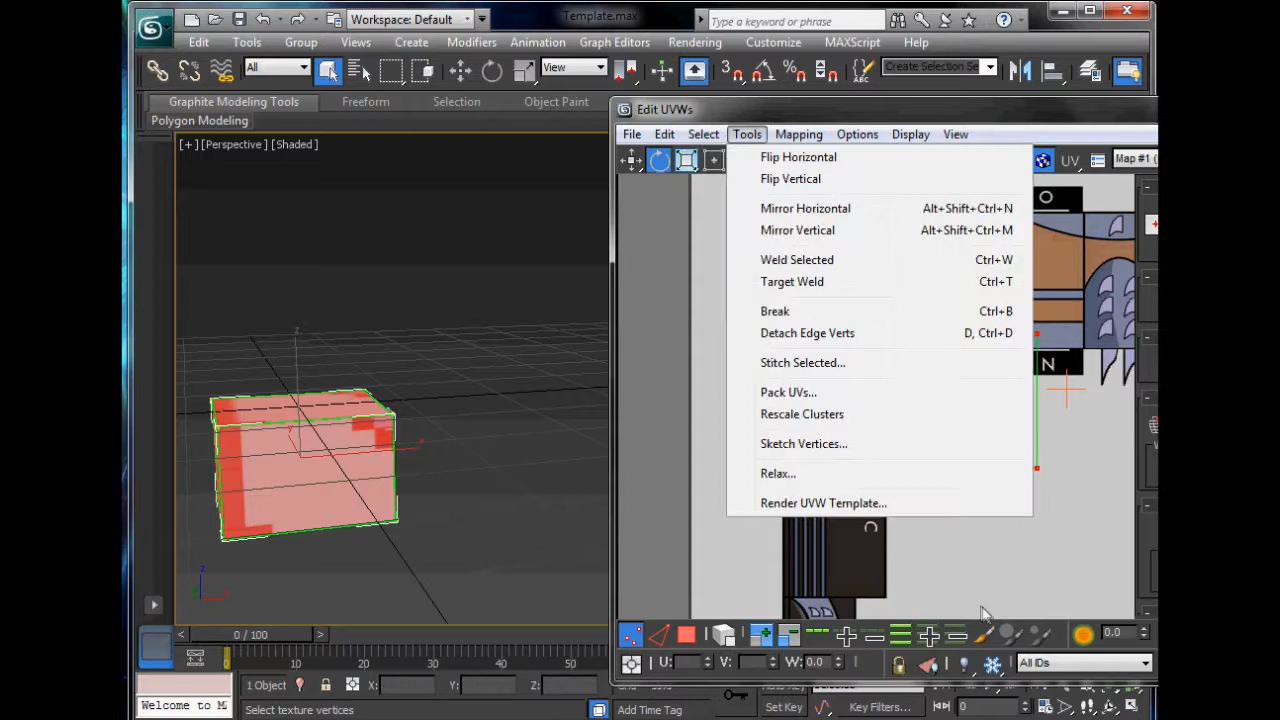 Workspace: Default
Template.max
Type a keyword or phrase
Edit Tools Group Views Create Modifiers Animation Graph Editors Rendering Customize MAXScript Help
All
View
Create Selection Se
Graphite Modeling Tools Freeform Selection Object Paint
Polygon Modeling
[+][Perspective][Shaded]
Edit UVWs
File Edit Select Tools Mapping Options Display View
UV
Map #1 (
Flip Horizontal
Flip Vertical
Mirror Horizontal Alt+Shift+Ctrl+N
Mirror Vertical Alt+Shift+Ctrl+M
Weld Selected Ctrl+W
Target Weld Ctrl+T
Break Ctrl+B
Detach Edge Verts D, Ctrl+D
Stitch Selected...
Pack UVs...
Rescale Clusters
Sketch Vertices...
Relax...
Render UVW Template...
O
N
z
x
z
0.0
U: V: W: 0.0
All IDs
0 / 100
0 10 20 30 40 50
1 Object X: Y: Z:
Welcome to M
Select texture vertices
Add Time Tag
Set Key
Key Filters...
0